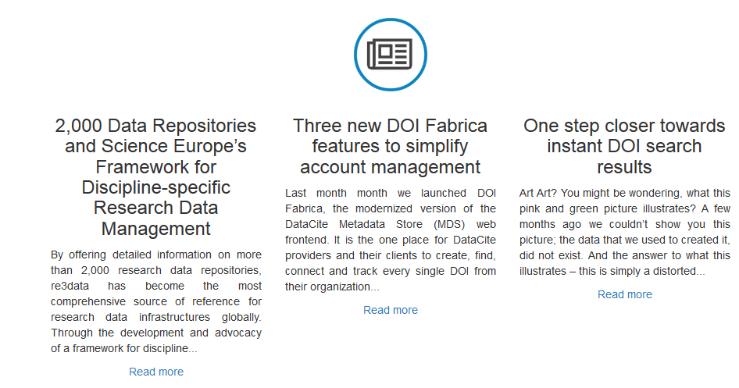 2,000 Data Repositories
and Science Europe's
Framework for
Discipline-specific
Research Data
Management
By offering detailed information on more
than 2,000 research data repositories,
re3data has become the most
comprehensive source of reference for
research data infrastructures globally.
Through the development and advocacy
of a framework for discipline...
Read more
Three new DOI Fabrica
features to simplify
account management
Last month month we launched DOI
Fabrica, the modernized version of the
DataCite Metadata Store (MDS) web
frontend. It is the one place for DataCite
providers and their clients to create, find,
connect and track every single DOI from
their organization...
Read more
One step closer towards
instant DOI search
results
Art Art? You might be wondering, what this
pink and green picture illustrates? A few
months ago we couldn't show you this
picture; the data that we used to created it,
did not exist. And the answer to what this
illustrates – this is simply a distorted...
Read more